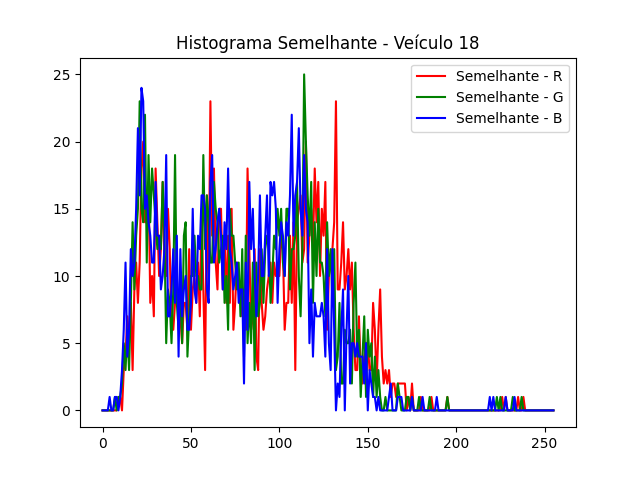 Histograma Semelhante - Veículo 18
Semelhante - R
Semelhante - G
Semelhante - B
25
20
15
10
5
0
0 50 100 150 200 250